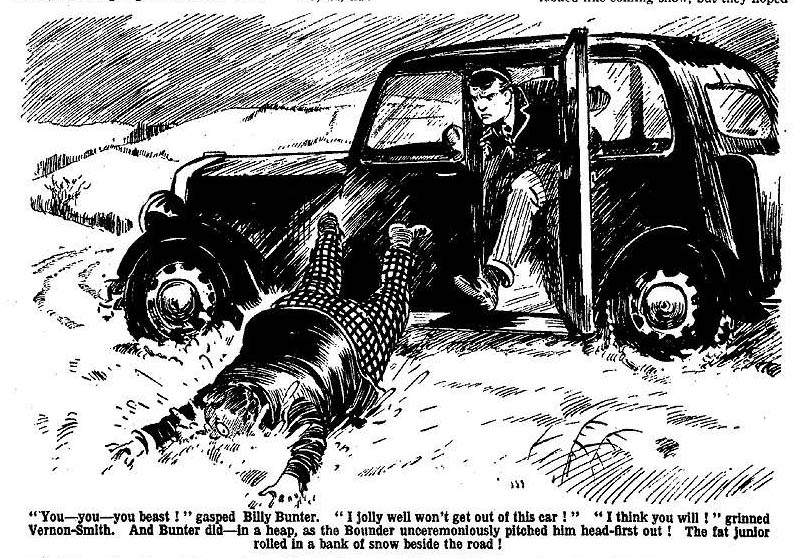 issued like coming snow, but they hoped
"You—you—you beast ! " gasped Billy Bunter. " I jolly well won't get out of this car ! " " I think you will ! " grinned
Vernon-Smith. And Bunter did—in a heap, as the Bounder unceremoniously pitched him head-first out ! The fat junior
rolled in a bank of snow beside the road !